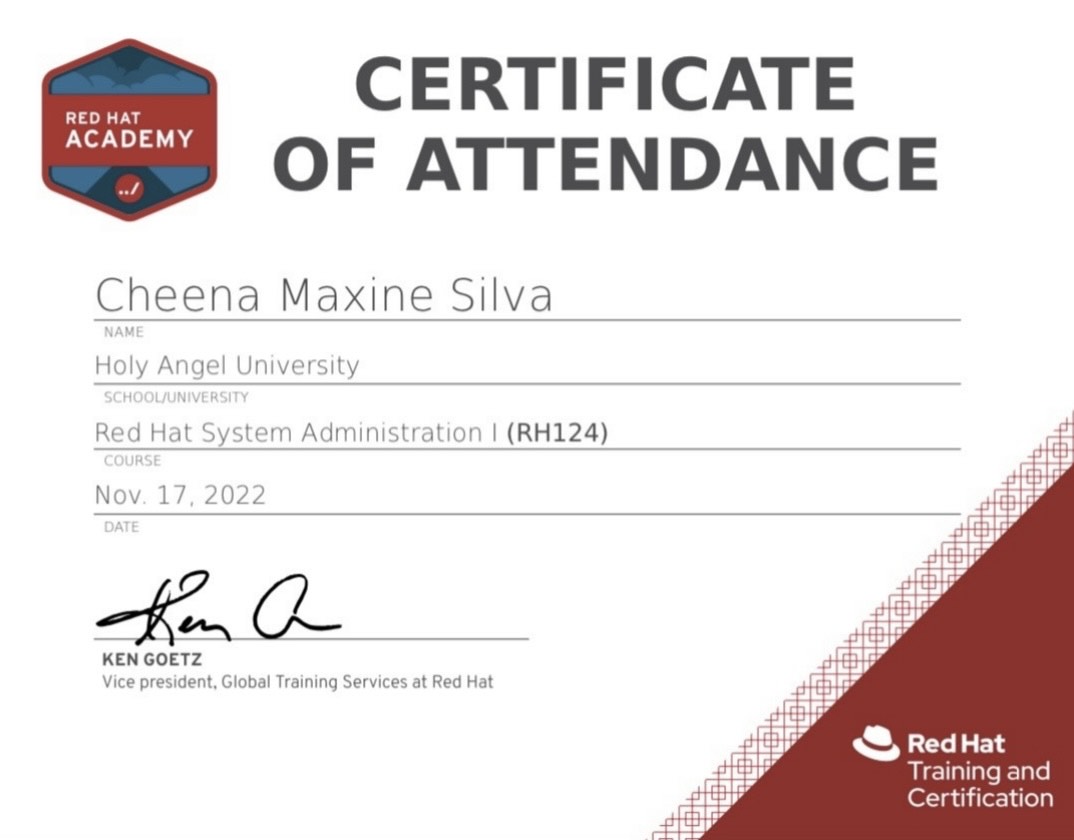 RED HAT
ACADEMY
../
CERTIFICATE
OF ATTENDANCE
Cheena Maxine Silva
NAME
Holy Angel University
SCHOOL/UNIVERSITY
Red Hat System Administration I (RH124)
COURSE
Nov. 17, 2022
DATE
KEN GOETZ
Vice president, Global Training Services at Red Hat
Red Hat
Training and
Certification